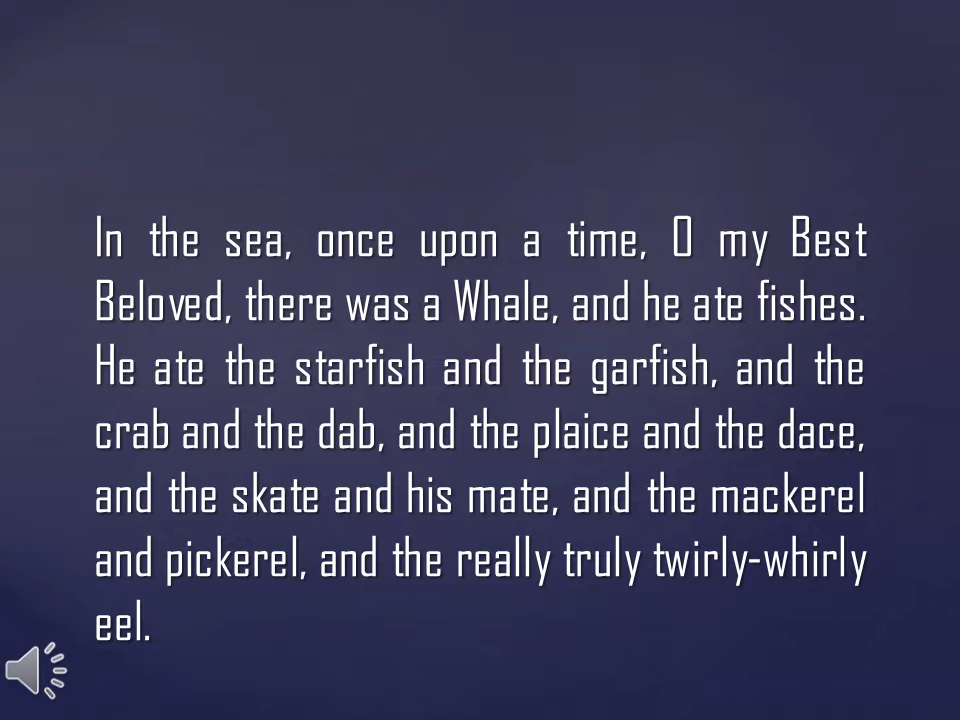 In the sea, once upon a time, O my Best
Beloved, there was a Whale, and he ate fishes.
He ate the starfish and the garfish, and the
crab and the dab, and the plaice and the dace,
and the skate and his mate, and the mackerel
and pickerel, and the really truly twirly-whirly
eel.